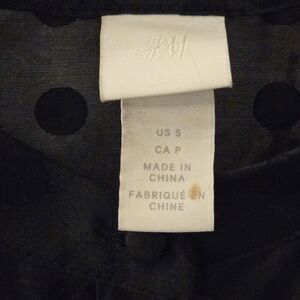 H&M
US S
CA P
MADE IN
CHINA
FABRIQUÉ EN
CHINE